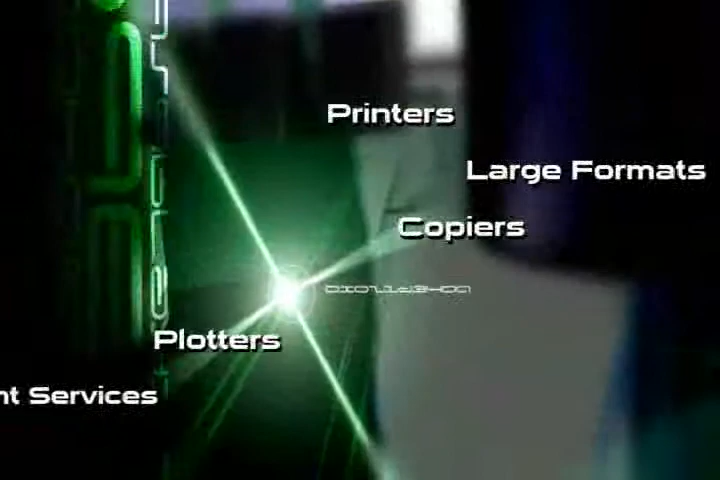 Printers
Large Formats
Copiers
Plotters
nt Services